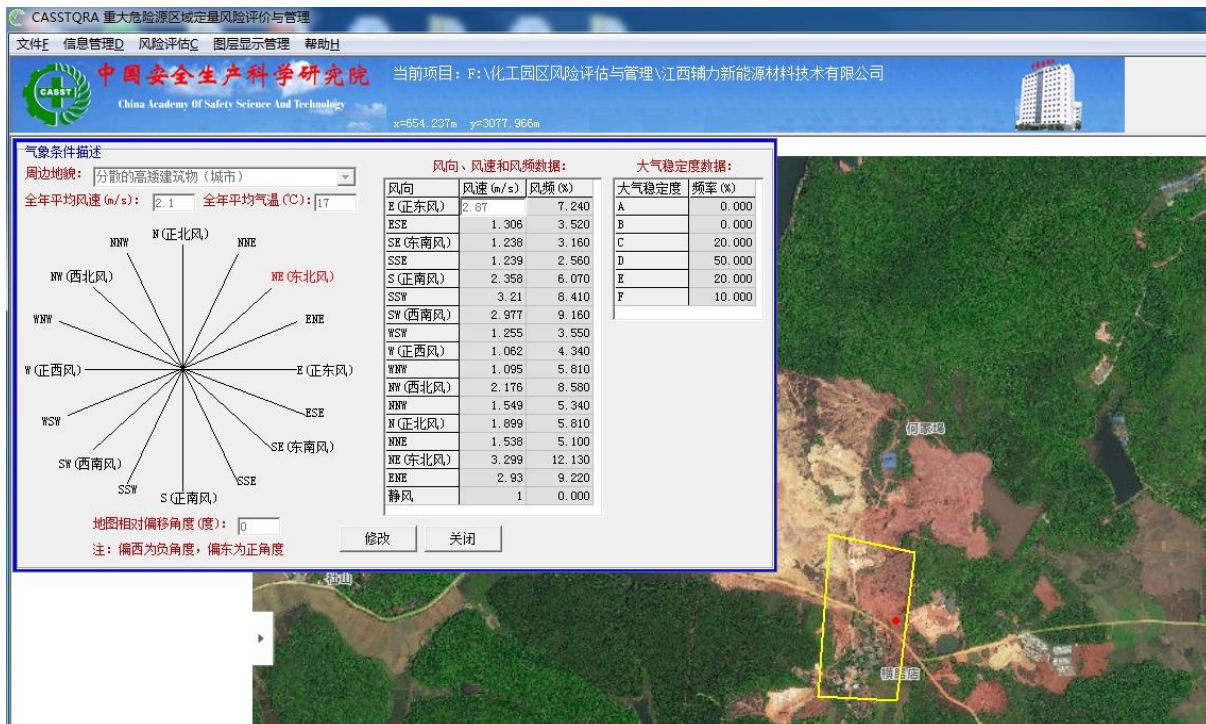 CASSTQRA 重大危险源区域定量风险评价与管理
文件F 信息管理D 风险评估C 图层显示管理 帮助H
CASST
中国安全生产科学研究院
China Academy Of Safety Science And Technology
当前项目：F:\化工园区风险评估与管理\江西辅力新能源材料技术有限公司
x=654.237m y=3077.966m
气象条件描述
周边地貌： 分散的高矮建筑物（城市）
全年平均风速(m/s)： 2.1 全年平均气温(℃)：17
N(正北风)
NNW
NNE
NW(西北风)
NE(东北风)
WNW
ENE
W(正西风)
E(正东风)
WSW
ESE
SW(西南风)
SE(东南风)
SSW
SSE
S(正南风)
地图相对偏移角度(度)： 0
注：偏西为负角度，偏东为正角度
风向、风速和风频数据：
风向 风速(m/s) 风频(%)
E(正东风) 2.87 7.240
ESE 1.306 3.520
SE(东南风) 1.238 3.160
SSE 1.239 2.560
S(正南风) 2.358 6.070
SSW 3.21 8.410
SW(西南风) 2.977 9.160
WSW 1.255 3.550
W(正西风) 1.062 4.340
WNW 1.095 5.810
NW(西北风) 2.176 8.580
NNW 1.549 5.340
N(正北风) 1.899 5.810
NNE 1.538 5.100
NE(东北风) 3.299 12.130
ENE 2.93 9.220
静风 1 0.000
大气稳定度数据：
大气稳定度 频率(%)
A 0.000
B 0.000
C 20.000
D 50.000
E 20.000
F 10.000
修改 关闭
何家坞
横路店